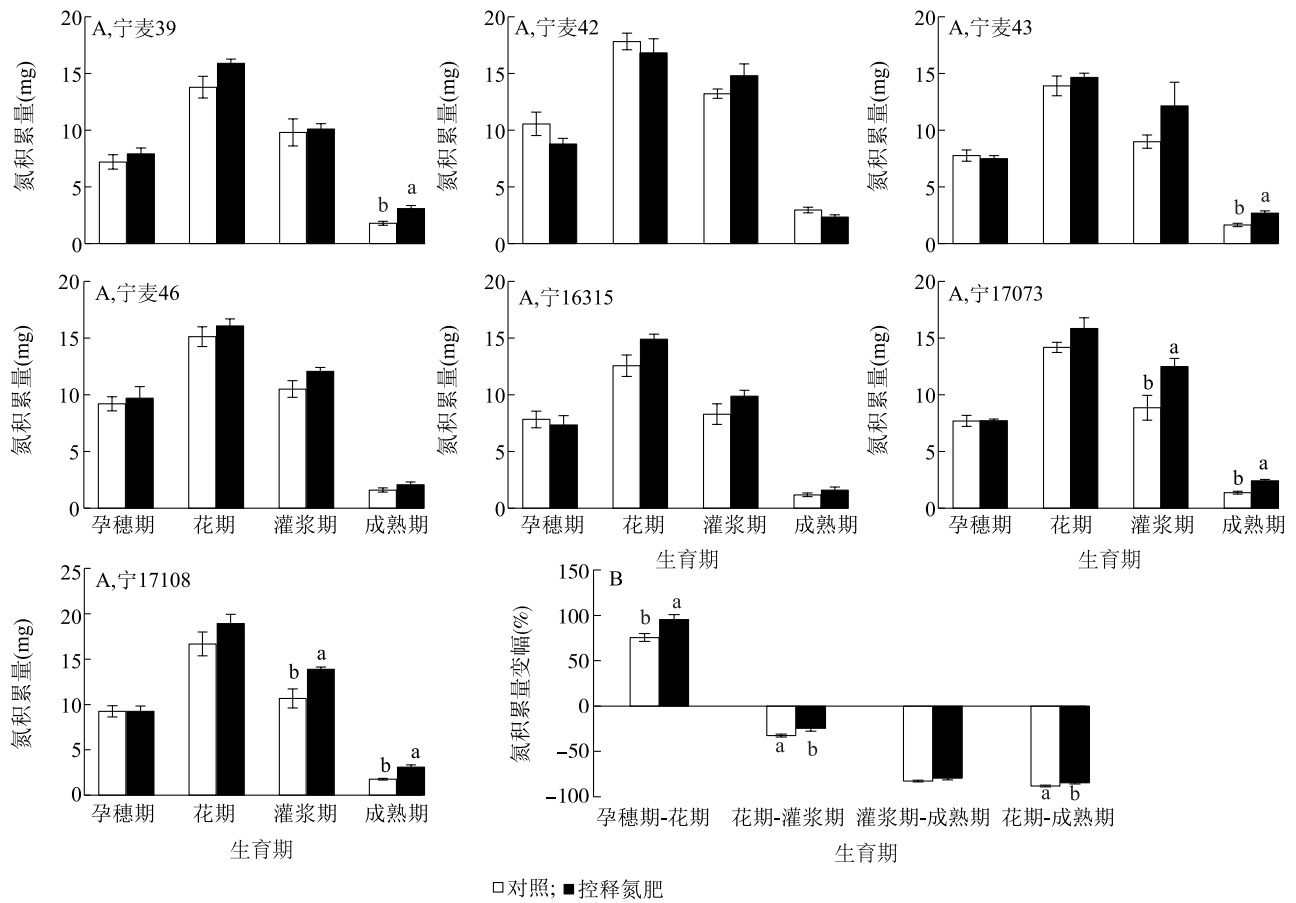 A,宁麦39
20
15
10
5
0
氮积累量(mg)
b
a
A,宁麦42
20
15
10
5
0
氮积累量(mg)
A,宁麦43
20
15
10
5
0
氮积累量(mg)
b
a
A,宁麦46
20
15
10
5
0
氮积累量(mg)
孕穗期 花期 灌浆期 成熟期
A,宁16315
20
15
10
5
0
氮积累量(mg)
孕穗期 花期 灌浆期 成熟期
生育期
A,宁17073
20
15
10
5
0
氮积累量(mg)
b
a
b
a
孕穗期 花期 灌浆期 成熟期
生育期
A,宁17108
25
20
15
10
5
0
氮积累量(mg)
b
a
b
a
孕穗期 花期 灌浆期 成熟期
生育期
B
150
100
50
0
−50
−100
氮积累量变幅(%)
b
a
a
b
a
b
孕穗期-花期 花期-灌浆期 灌浆期-成熟期 花期-成熟期
生育期
□对照; ■控释氮肥